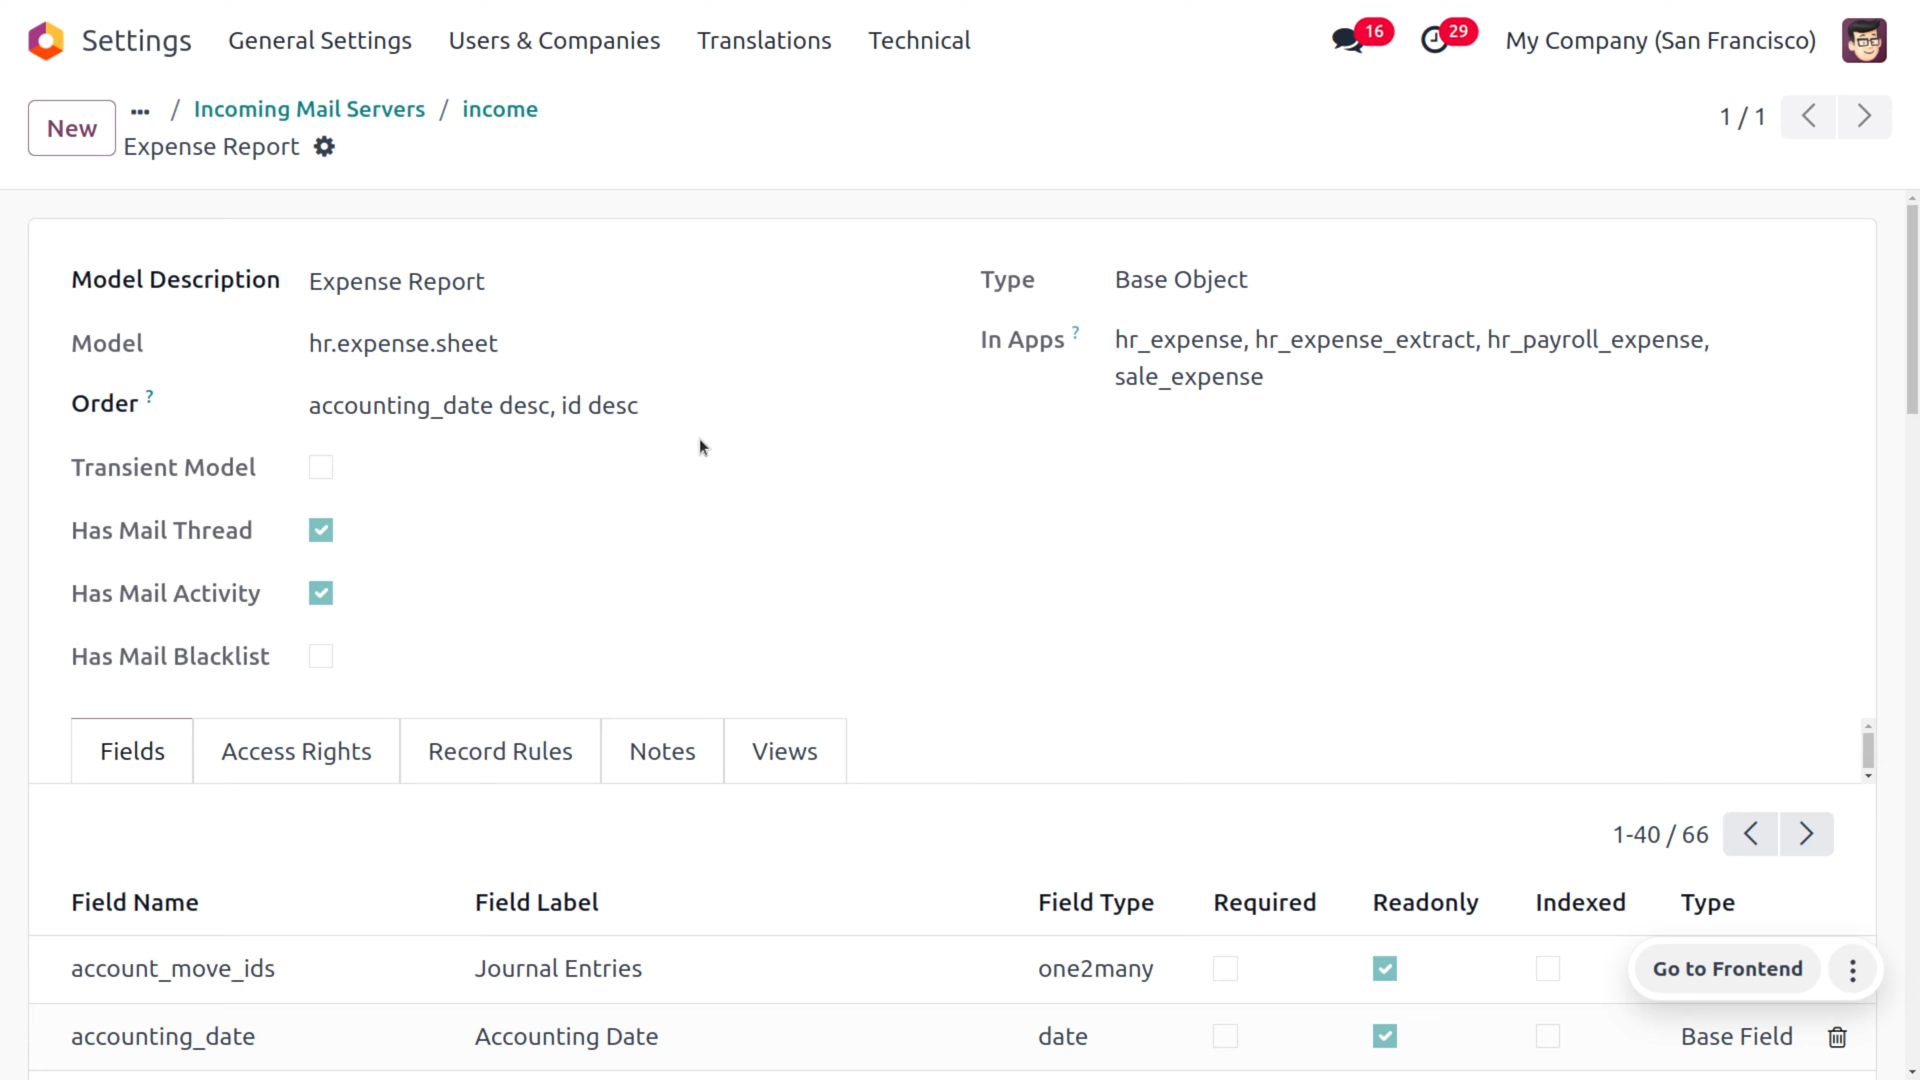 Settings General Settings Users & Companies Translations Technical 16 29 My Company (San Francisco)
New ... / Incoming Mail Servers / income
Expense Report
1 / 1
Model Description Expense Report
Type Base Object
Model hr.expense.sheet
In Apps ? hr_expense, hr_expense_extract, hr_payroll_expense,
sale_expense
Order ? accounting_date desc, id desc
Transient Model
Has Mail Thread
Has Mail Activity
Has Mail Blacklist
Fields Access Rights Record Rules Notes Views
1-40 / 66
Field Name Field Label Field Type Required Readonly Indexed Type
account_move_ids Journal Entries one2many
Go to Frontend
accounting_date Accounting Date date Base Field